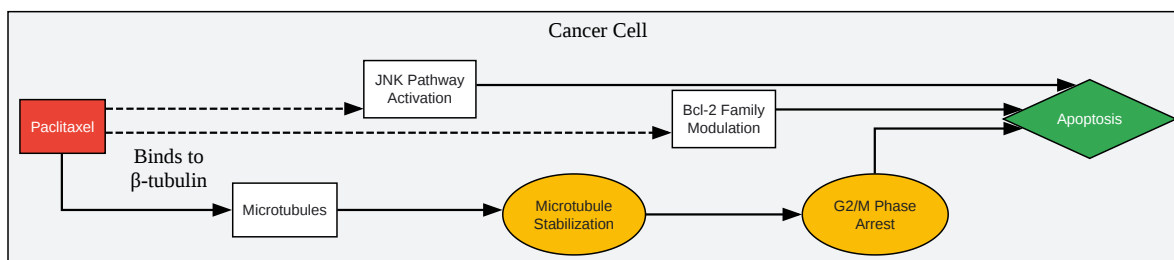 Cancer Cell
JNK Pathway
Activation
Bcl-2 Family
Modulation
Paclitaxel
Apoptosis
Binds to
β-tubulin
Microtubules
Microtubule
Stabilization
G2/M Phase
Arrest